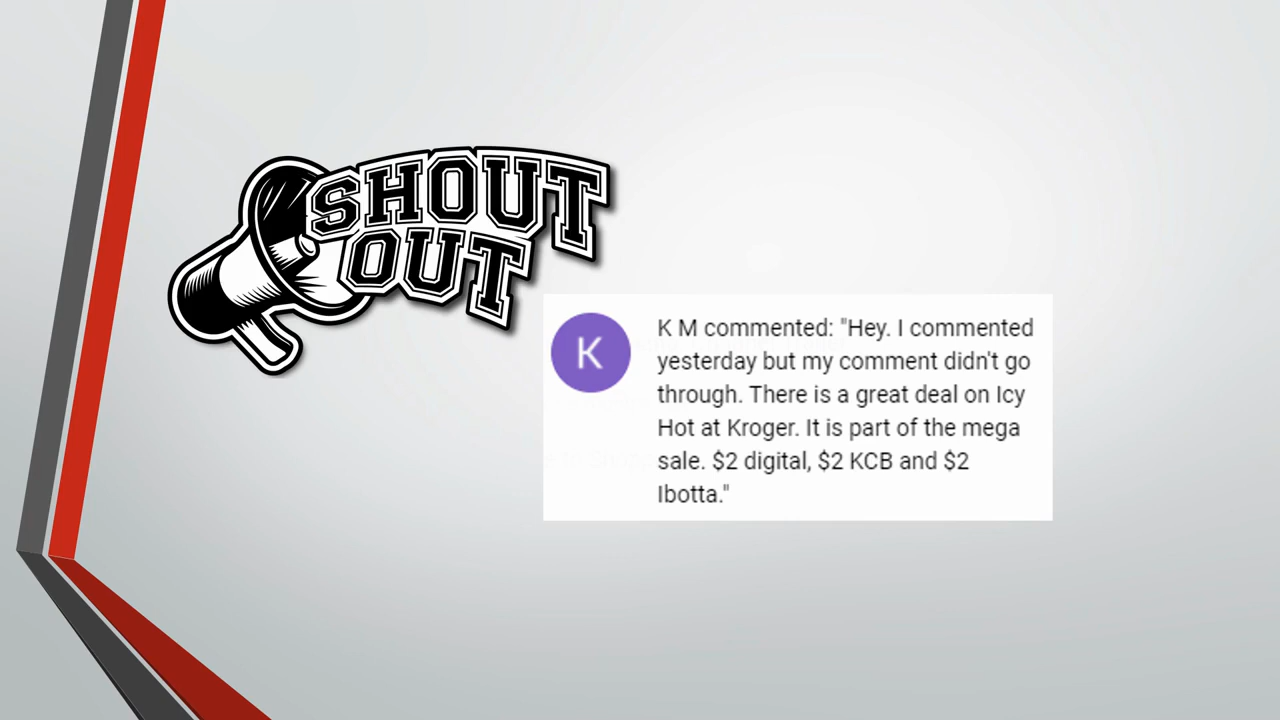 SHOUT
OUT
K
K M commented: "Hey. I commented
yesterday but my comment didn't go
through. There is a great deal on Icy
Hot at Kroger. It is part of the mega
sale. $2 digital, $2 KCB and $2
Ibotta."